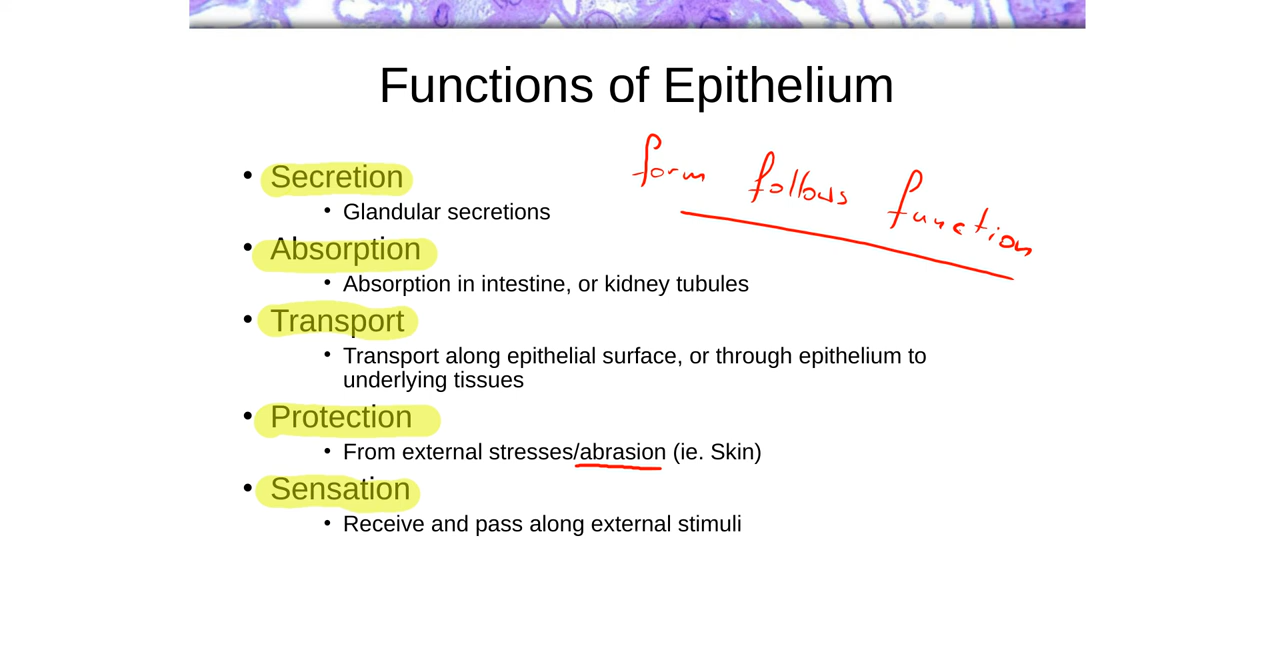 Functions of Epithelium
form follows function
• Secretion
• Glandular secretions
• Absorption
• Absorption in intestine, or kidney tubules
• Transport
• Transport along epithelial surface, or through epithelium to
underlying tissues
• Protection
• From external stresses/abrasion (ie. Skin)
• Sensation
• Receive and pass along external stimuli